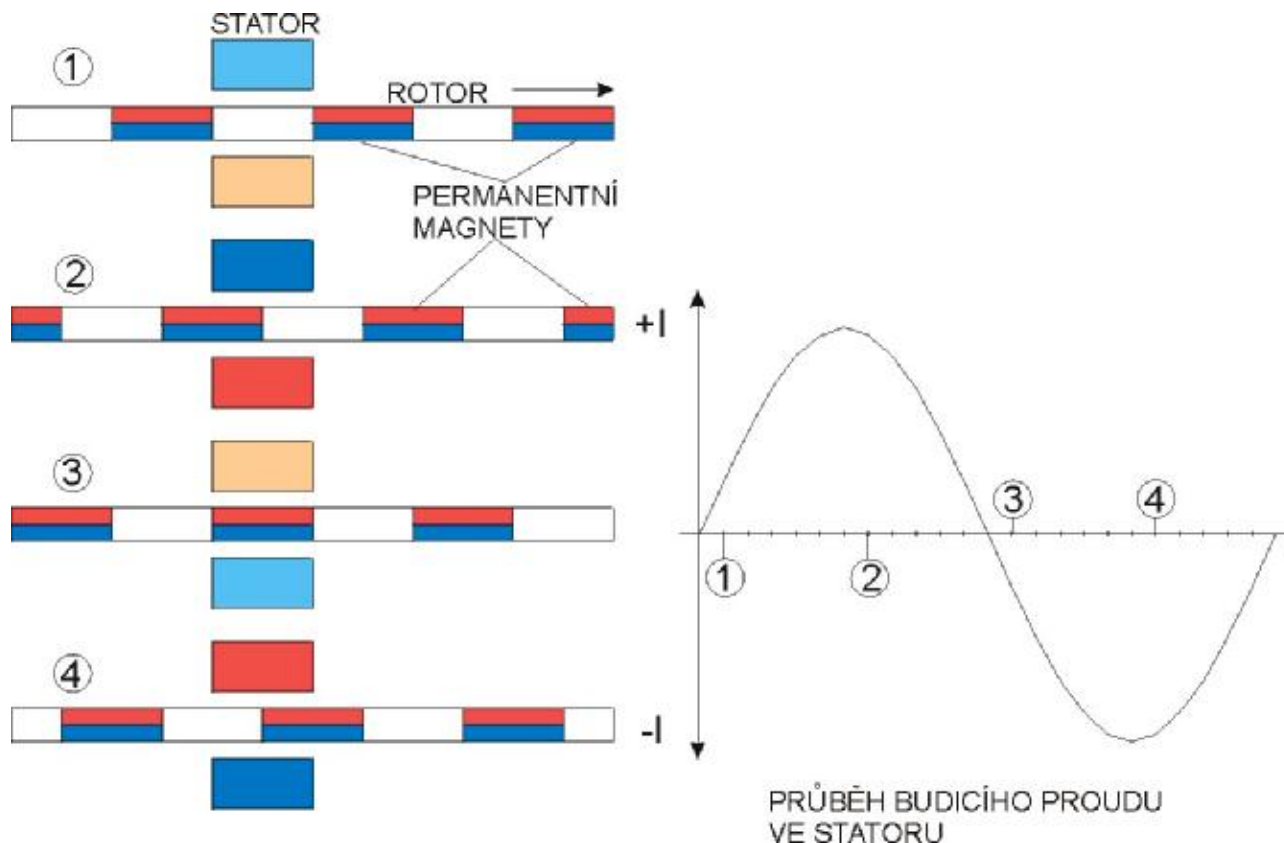 STATOR
1
ROTOR
PERMANENTNÍ
MAGNETY
2
+I
3
4
-I
3
4
1
2
PRŮBĚH BUDICÍHO PROUDU
VE STATORU